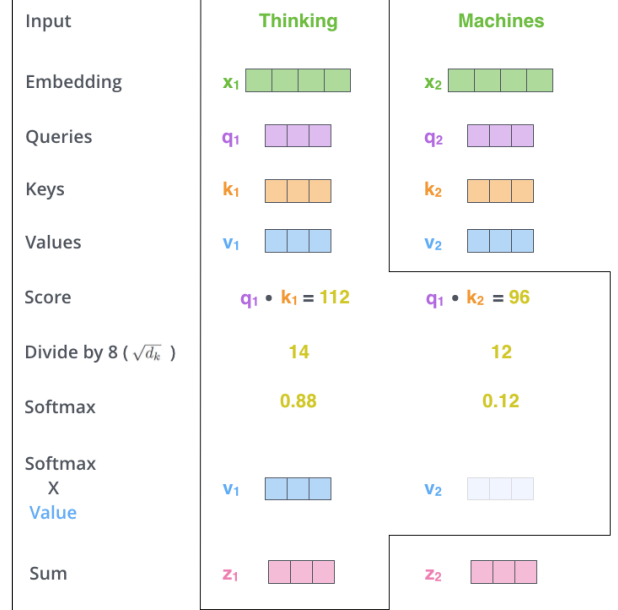 Input Thinking Machines
Embedding x₁ x₂
Queries q₁ q₂
Keys k₁ k₂
Values v₁ v₂
Score q₁ • k₁ = 112 q₁ • k₂ = 96
Divide by 8 ( √dₖ ) 14 12
Softmax 0.88 0.12
Softmax
X v₁ v₂
Value
Sum z₁ z₂